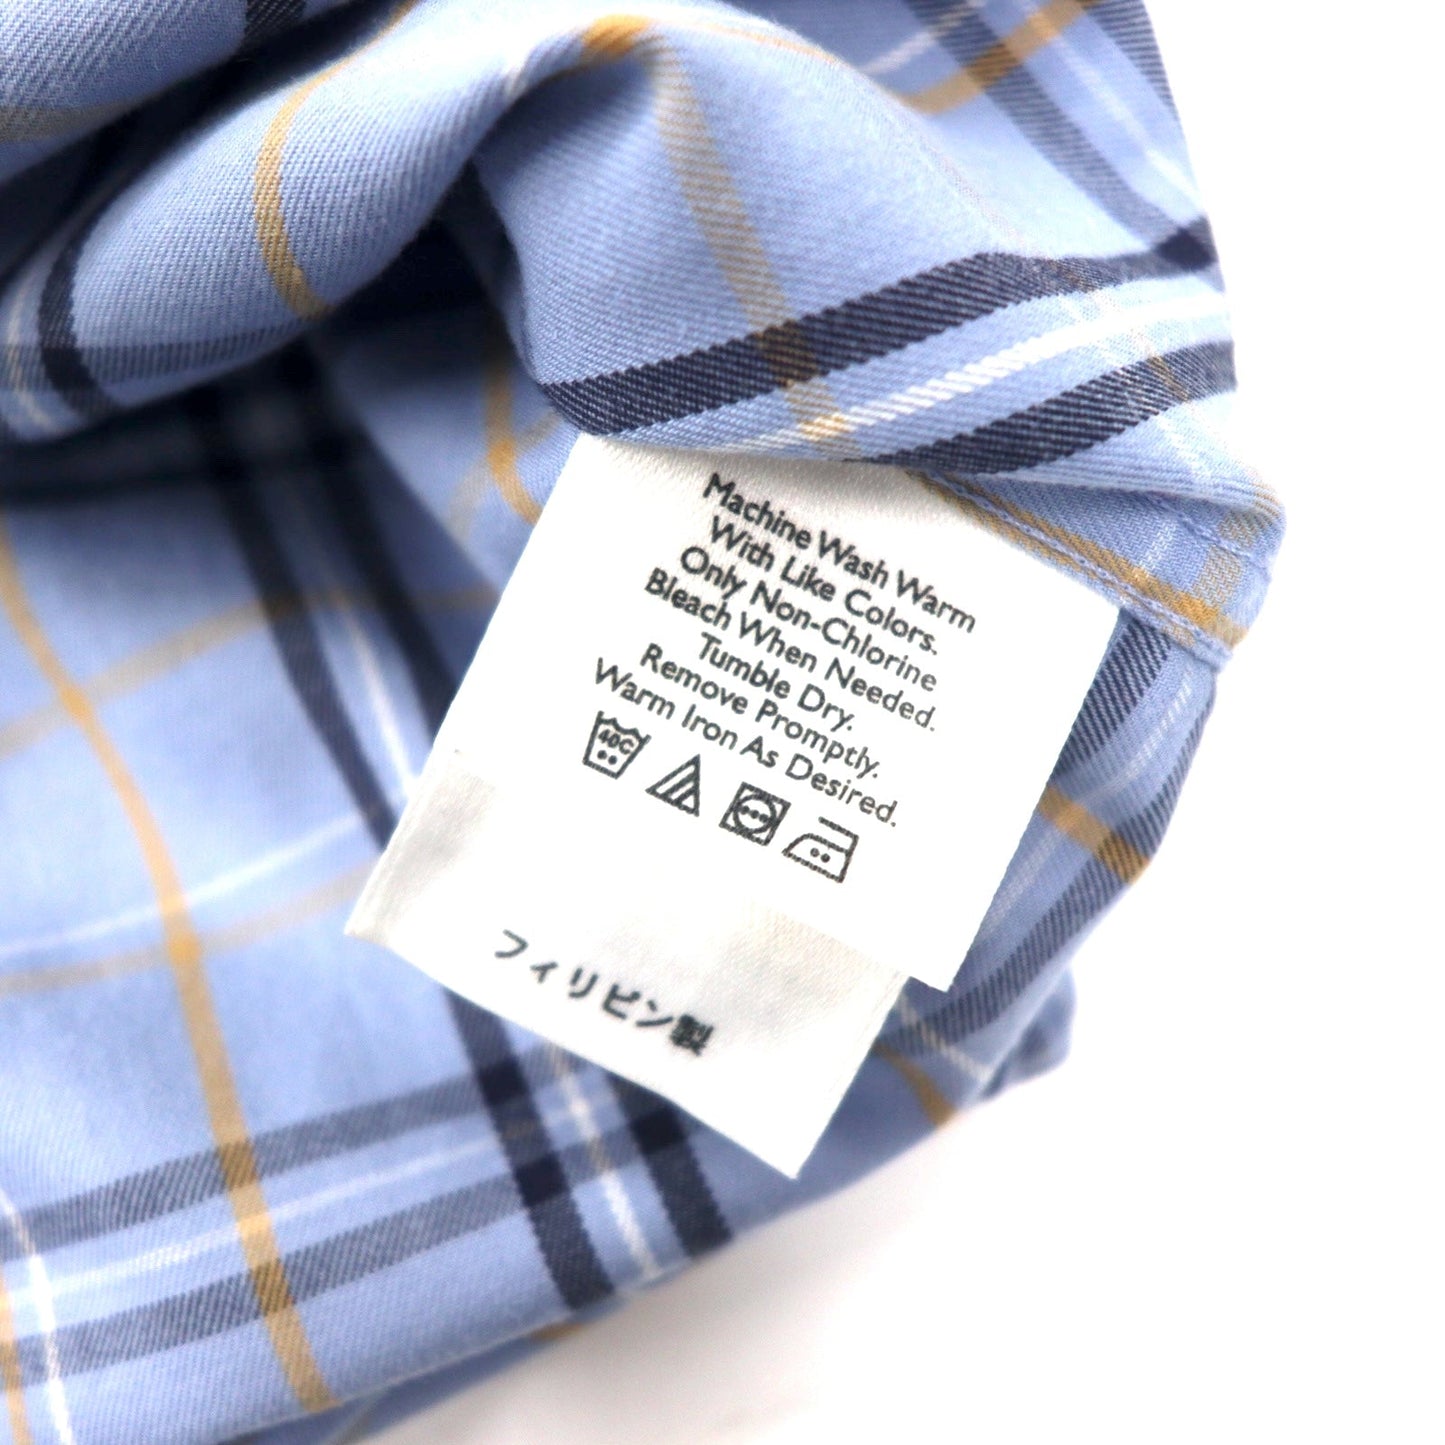 Machine Wash Warm
With Like Colors.
Only Non-Chlorine
Bleach When Needed.
Tumble Dry.
Remove Promptly.
Warm Iron As Desired.
40C
フィリピン製